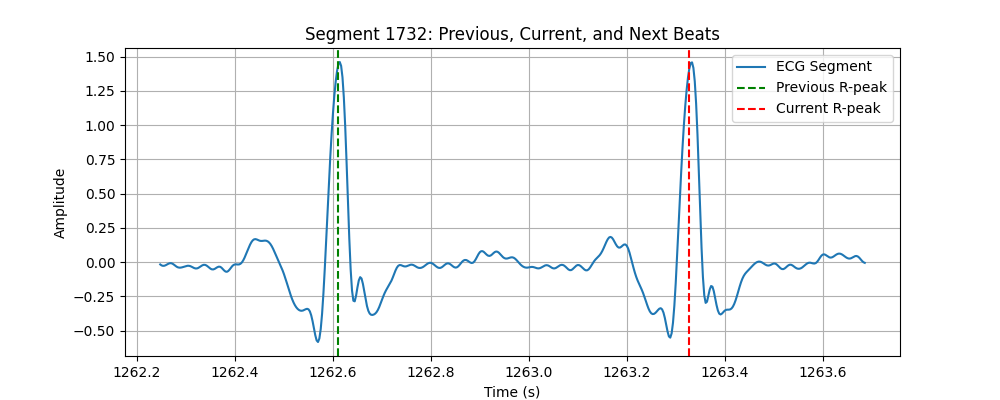 Segment 1732: Previous, Current, and Next Beats
1.50
1.25
1.00
0.75
0.50
0.25
0.00
−0.25
−0.50
Amplitude
ECG Segment
Previous R-peak
Current R-peak
1262.2 1262.4 1262.6 1262.8 1263.0 1263.2 1263.4 1263.6
Time (s)